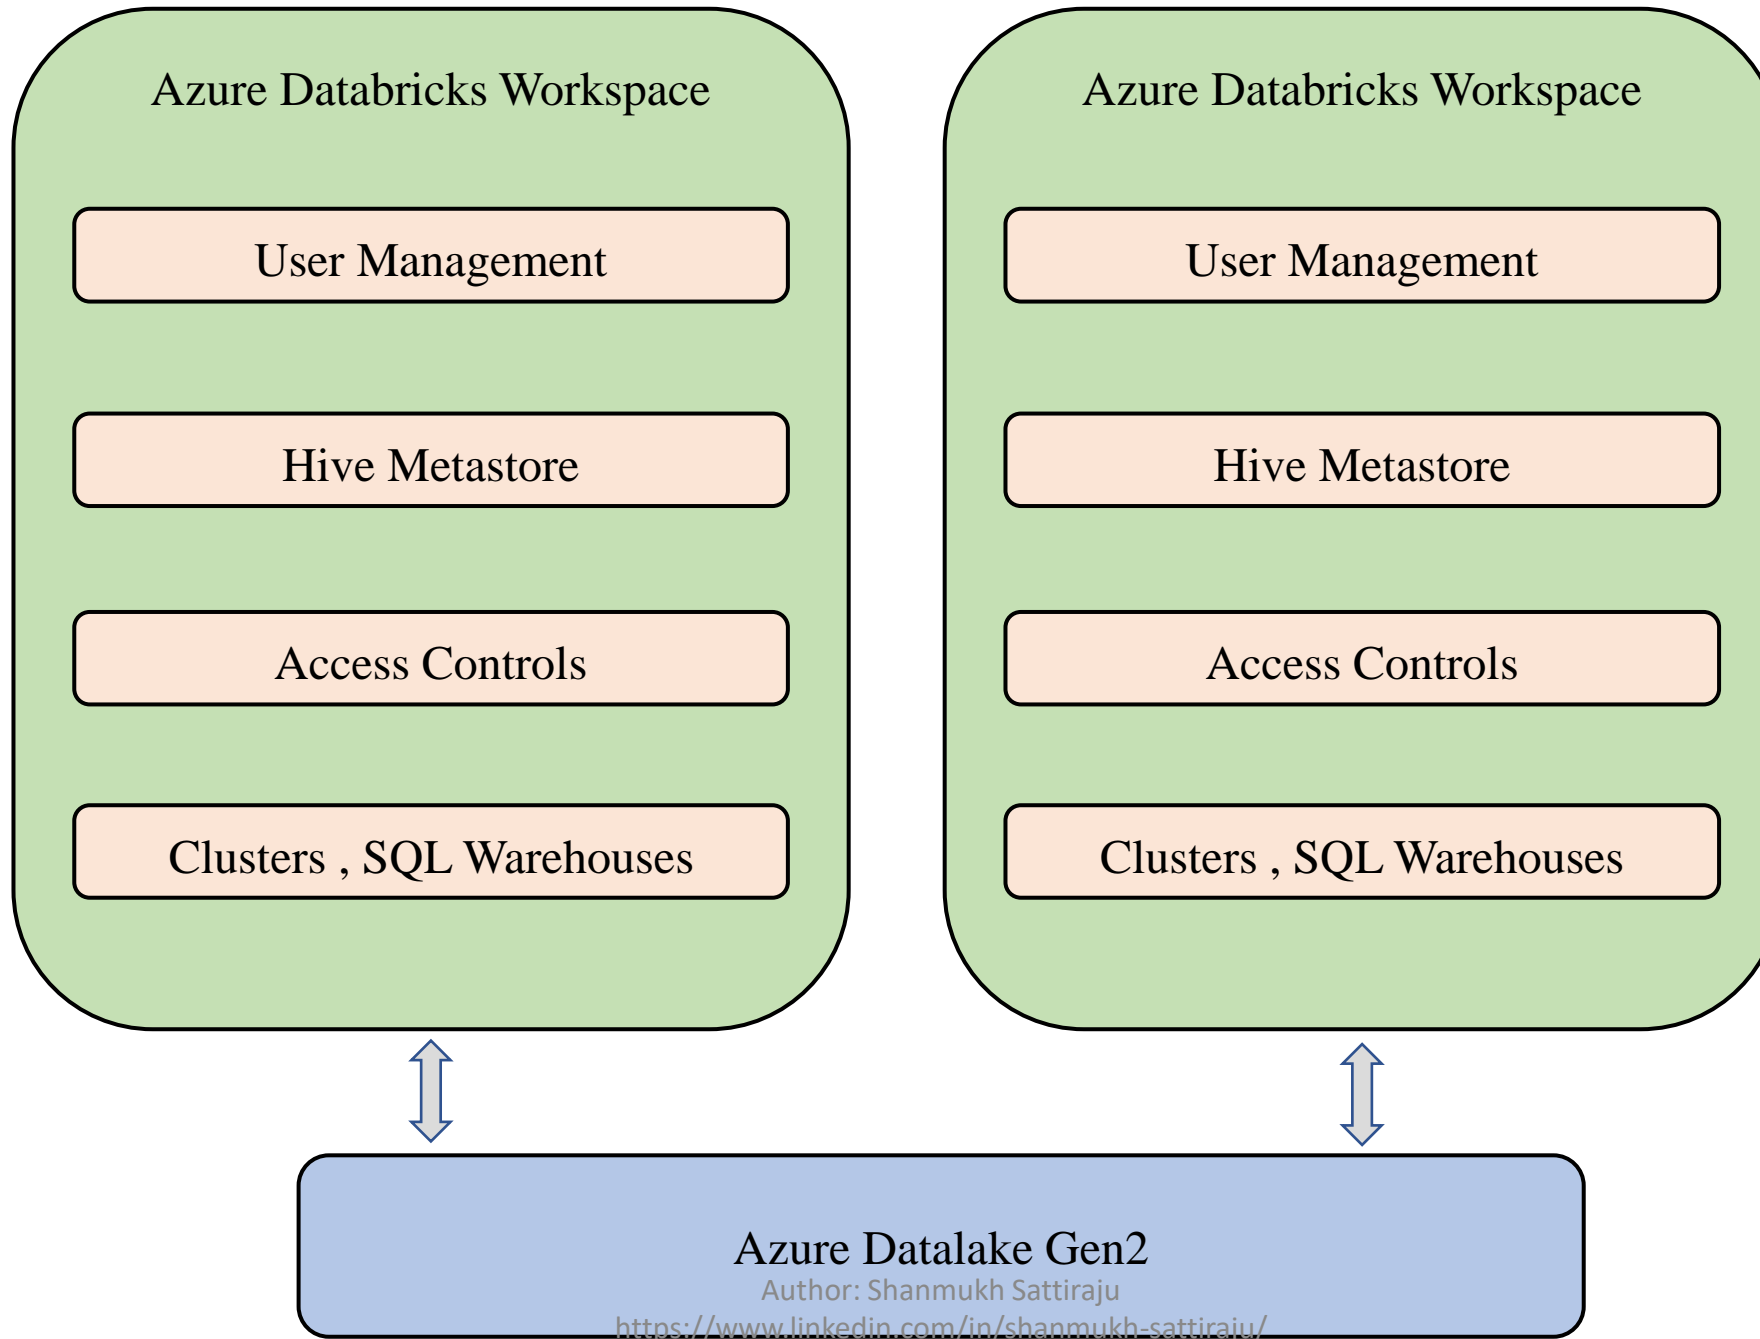 Azure Databricks Workspace
User Management
Hive Metastore
Access Controls
Clusters , SQL Warehouses
Azure Databricks Workspace
User Management
Hive Metastore
Access Controls
Clusters , SQL Warehouses
Azure Datalake Gen2
Author: Shanmukh Sattiraju
https://www.linkedin.com/in/shanmukh-sattiraju/